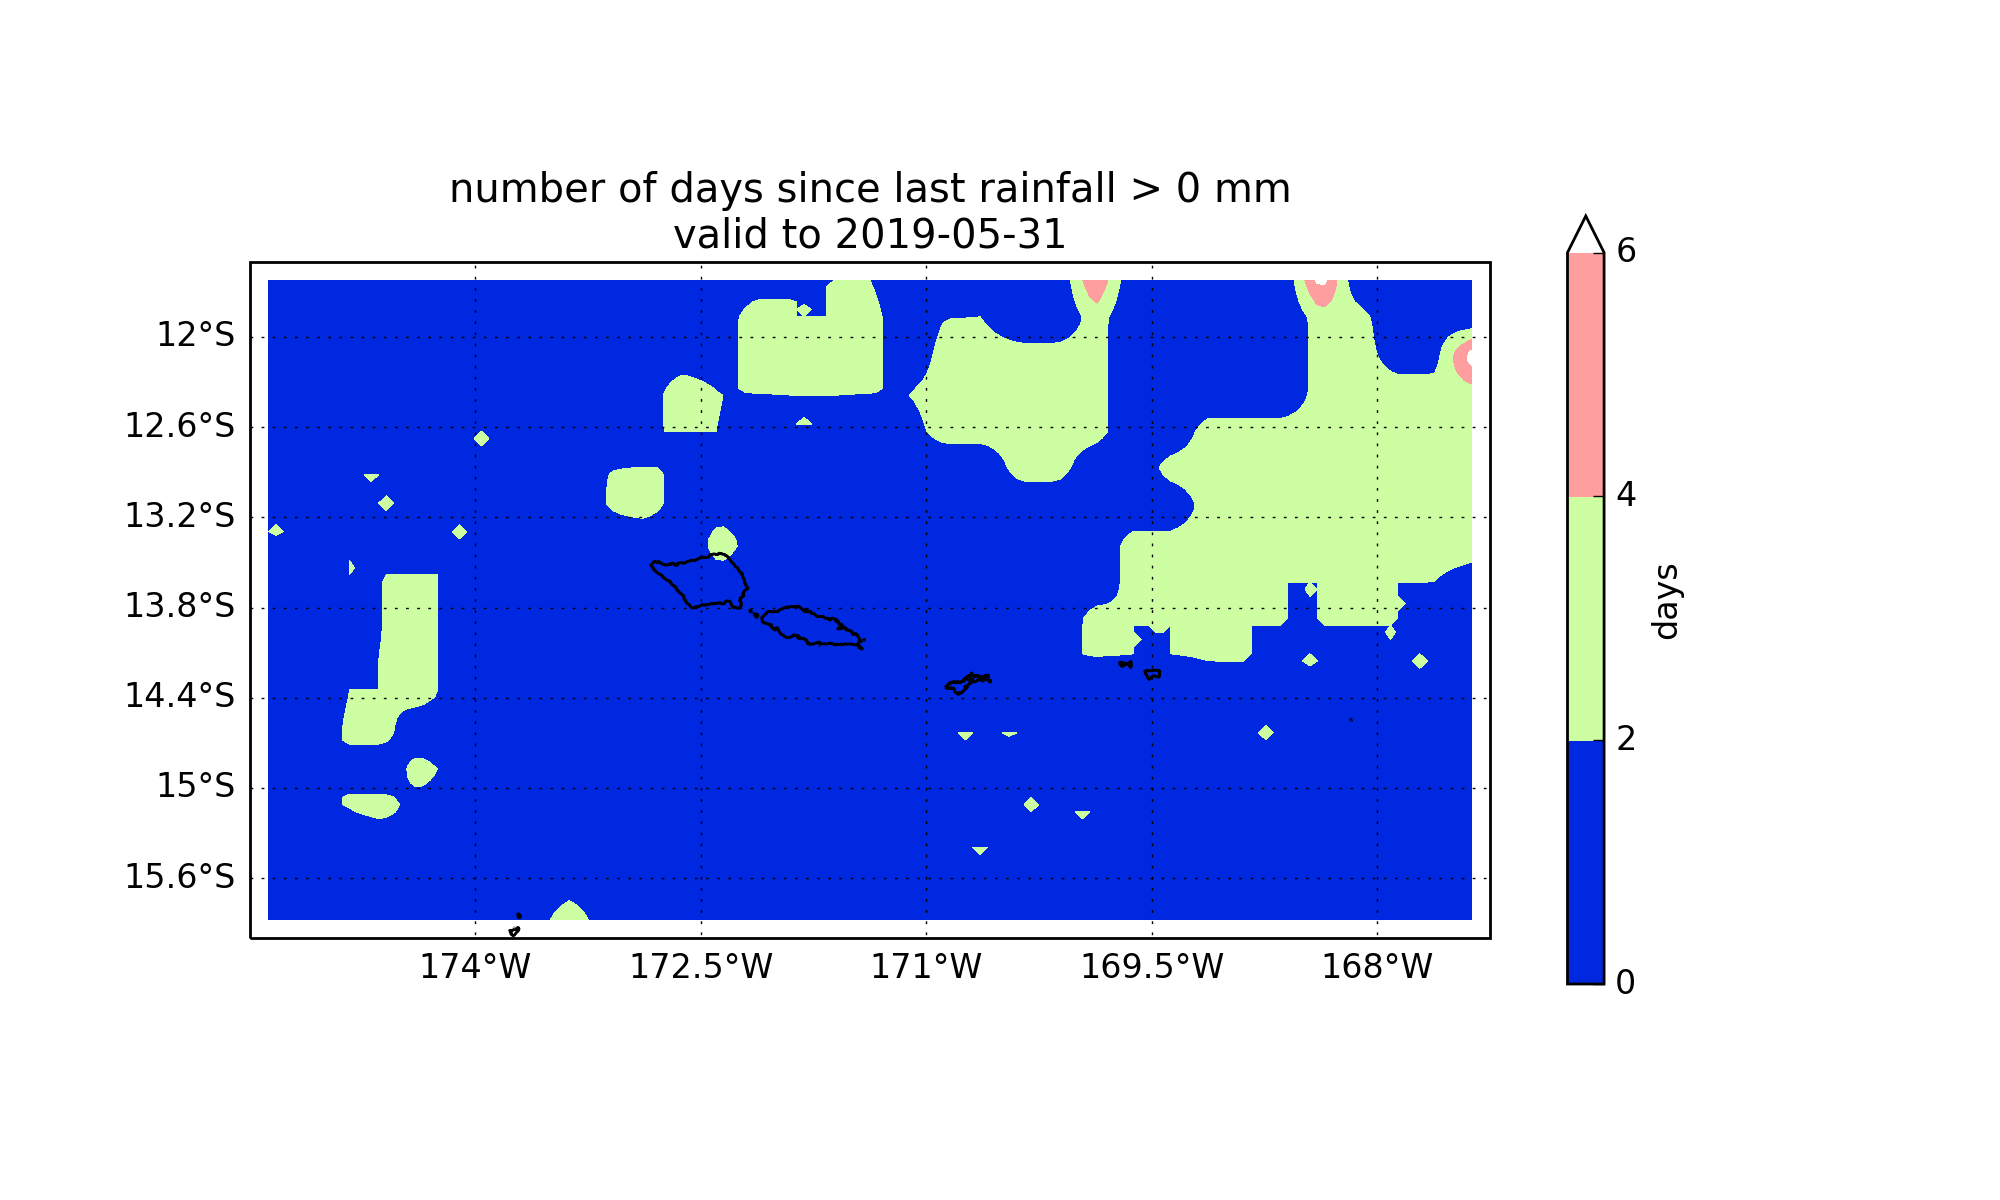 number of days since last rainfall > 0 mm
valid to 2019-05-31
12°S
12.6°S
13.2°S
13.8°S
14.4°S
15°S
15.6°S
174°W 172.5°W 171°W 169.5°W 168°W
6
4
2
0
days